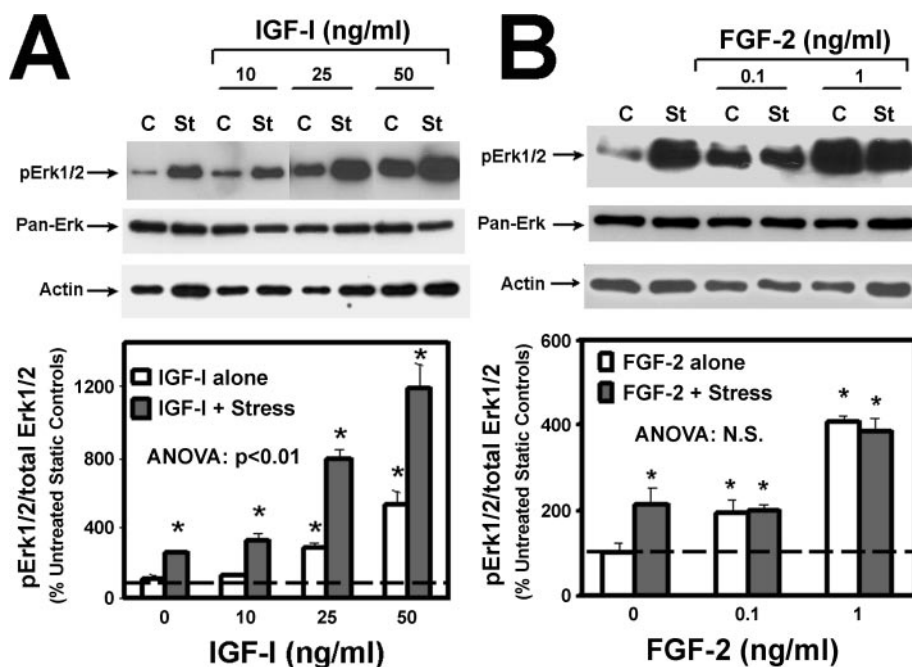 A
IGF-I (ng/ml)
10 25 50
C St C St C St C St
pErk1/2
Pan-Erk
Actin
pErk1/2/total Erk1/2
(% Untreated Static Controls)
1200
800
400
0
IGF-I alone
IGF-I + Stress
ANOVA: p<0.01
* * * * * *
0 10 25 50
IGF-I (ng/ml)
B
FGF-2 (ng/ml)
0.1 1
C St C St C St
pErk1/2
Pan-Erk
Actin
pErk1/2/total Erk1/2
(% Untreated Static Controls)
600
400
200
0
FGF-2 alone
FGF-2 + Stress
ANOVA: N.S.
* * * * *
0 0.1 1
FGF-2 (ng/ml)